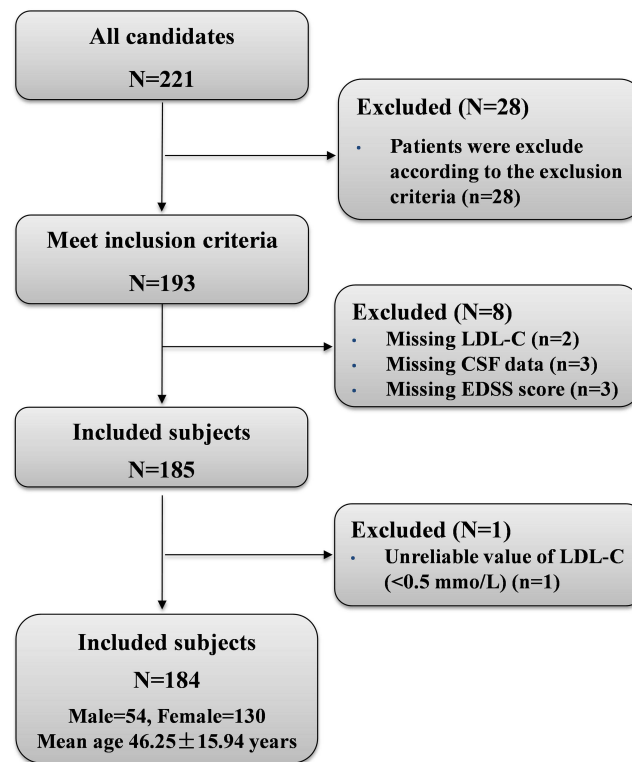 All candidates
N=221
Excluded (N=28)
• Patients were exclude
according to the exclusion
criteria (n=28)
Meet inclusion criteria
N=193
Excluded (N=8)
• Missing LDL-C (n=2)
• Missing CSF data (n=3)
• Missing EDSS score (n=3)
Included subjects
N=185
Excluded (N=1)
• Unreliable value of LDL-C
(<0.5 mmo/L) (n=1)
Included subjects
N=184
Male=54, Female=130
Mean age 46.25±15.94 years